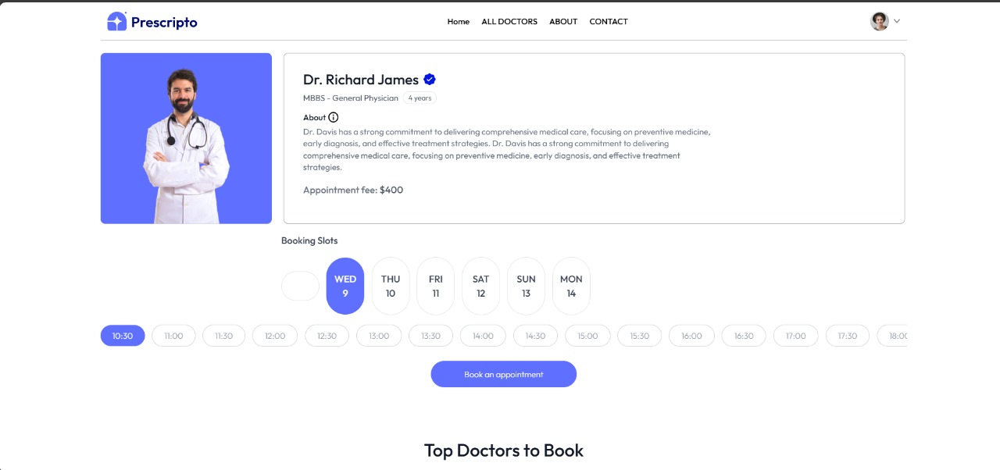 Prescripto
Home ALL DOCTORS ABOUT CONTACT
Dr. Richard James
MBBS - General Physician 4 years
About
Dr. Davis has a strong commitment to delivering comprehensive medical care, focusing on preventive medicine,
early diagnosis, and effective treatment strategies. Dr. Davis has a strong commitment to delivering
comprehensive medical care, focusing on preventive medicine, early diagnosis, and effective treatment
strategies.
Appointment fee: $400
Booking Slots
WED THU FRI SAT SUN MON
9 10 11 12 13 14
10:30 11:00 11:30 12:00 12:30 13:00 13:30 14:00 14:30 15:00 15:30 16:00 16:30 17:00 17:30 18:00
Book an appointment
Top Doctors to Book